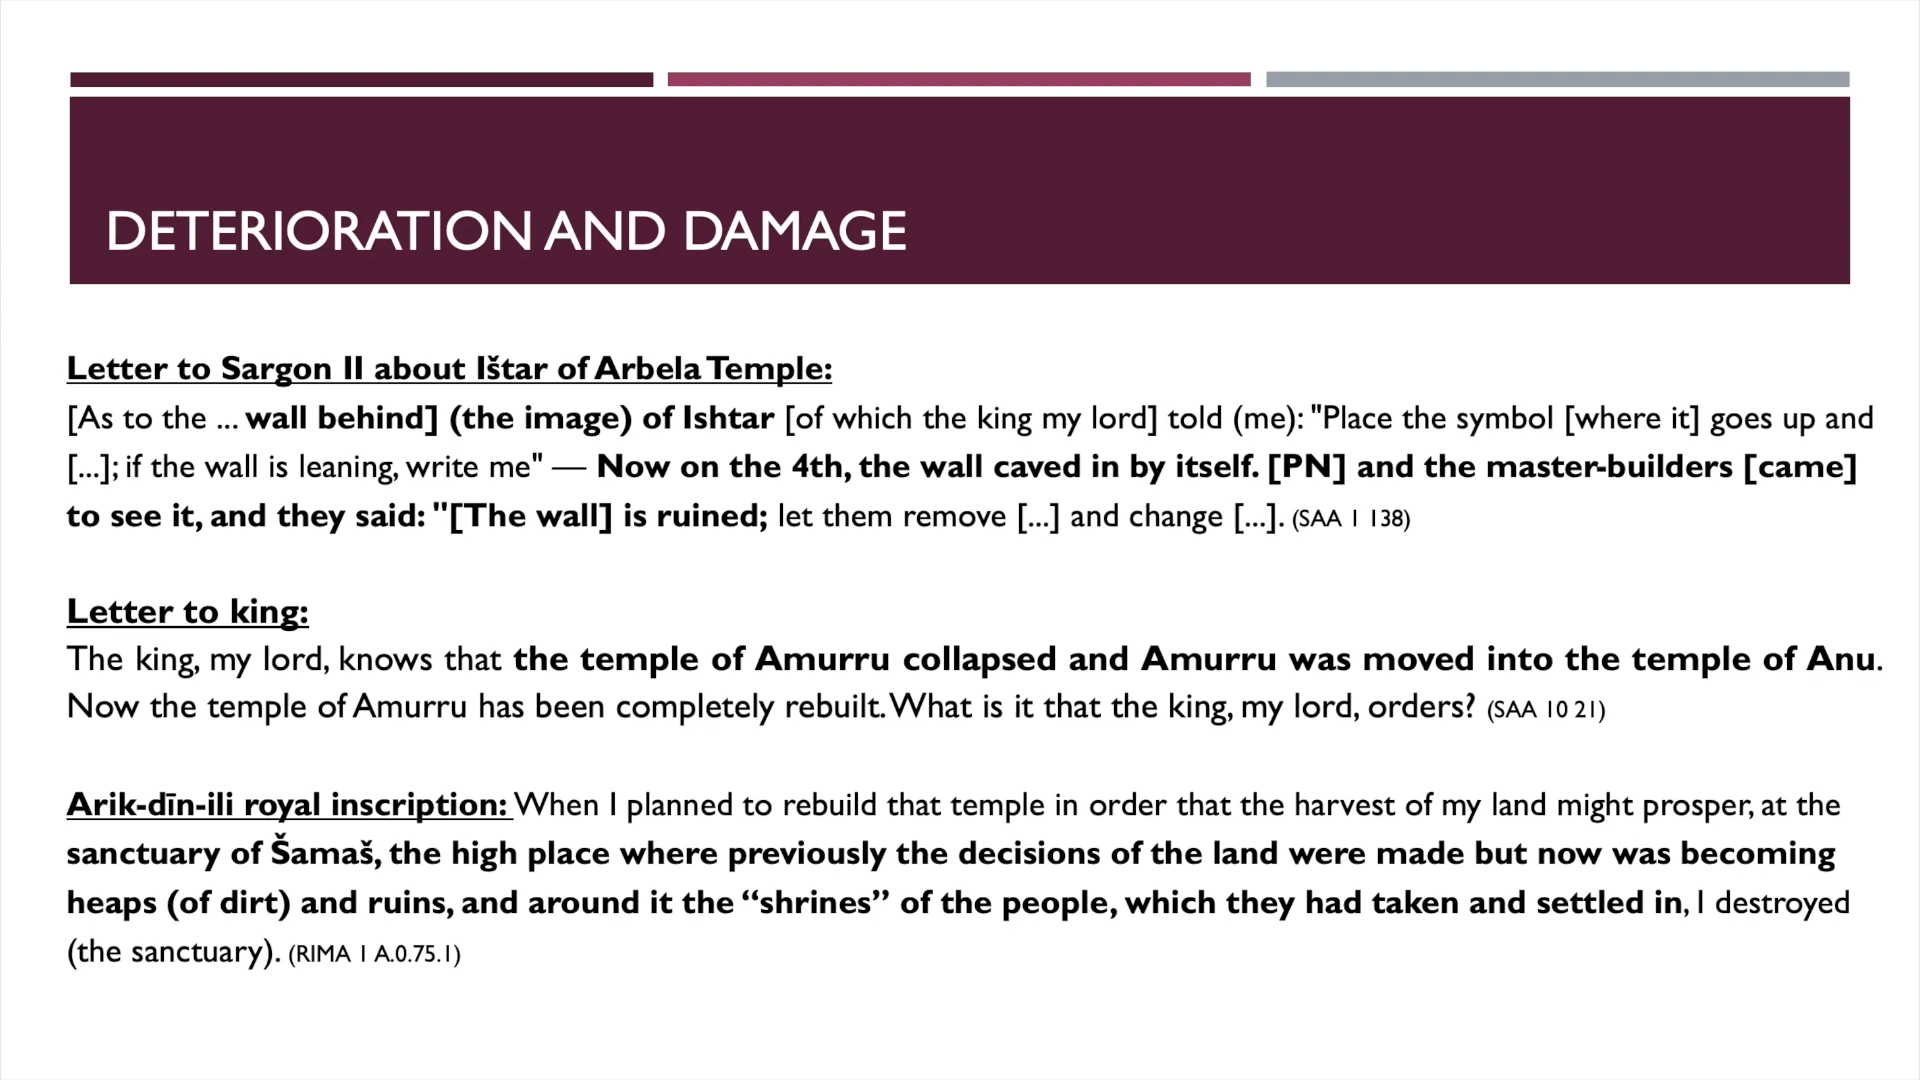 DETERIORATION AND DAMAGE
Letter to Sargon II about Ištar of Arbela Temple:
[As to the ... wall behind] (the image) of Ishtar [of which the king my lord] told (me): "Place the symbol [where it] goes up and
[...]; if the wall is leaning, write me" — Now on the 4th, the wall caved in by itself. [PN] and the master-builders [came]
to see it, and they said: "[The wall] is ruined; let them remove [...] and change [...]. (SAA 1 138)
Letter to king:
The king, my lord, knows that the temple of Amurru collapsed and Amurru was moved into the temple of Anu.
Now the temple of Amurru has been completely rebuilt. What is it that the king, my lord, orders? (SAA 10 21)
Arik-dīn-ili royal inscription: When I planned to rebuild that temple in order that the harvest of my land might prosper, at the
sanctuary of Šamaš, the high place where previously the decisions of the land were made but now was becoming
heaps (of dirt) and ruins, and around it the “shrines” of the people, which they had taken and settled in, I destroyed
(the sanctuary). (RIMA 1 A.0.75.1)